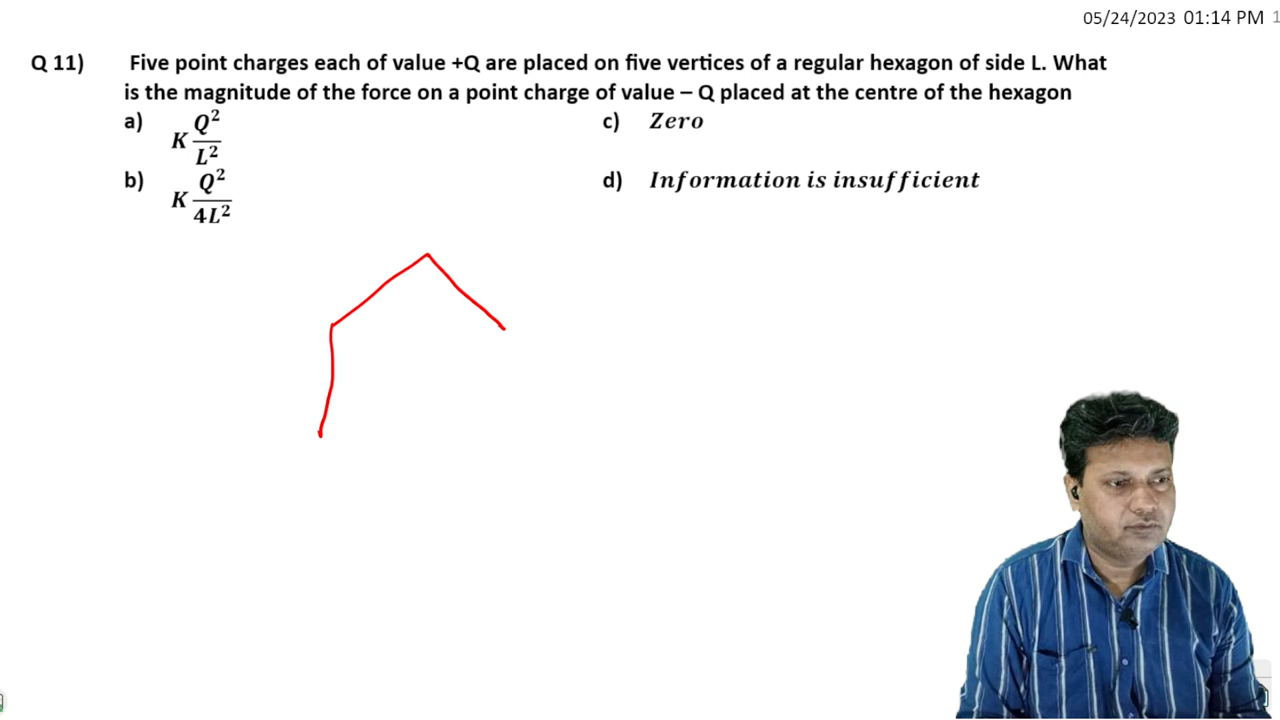 05/24/2023 01:14 PM 1
Q 11) Five point charges each of value +Q are placed on five vertices of a regular hexagon of side L. What
is the magnitude of the force on a point charge of value – Q placed at the centre of the hexagon
a) K Q²/L² c) Zero
b) K Q²/4L² d) Information is insufficient